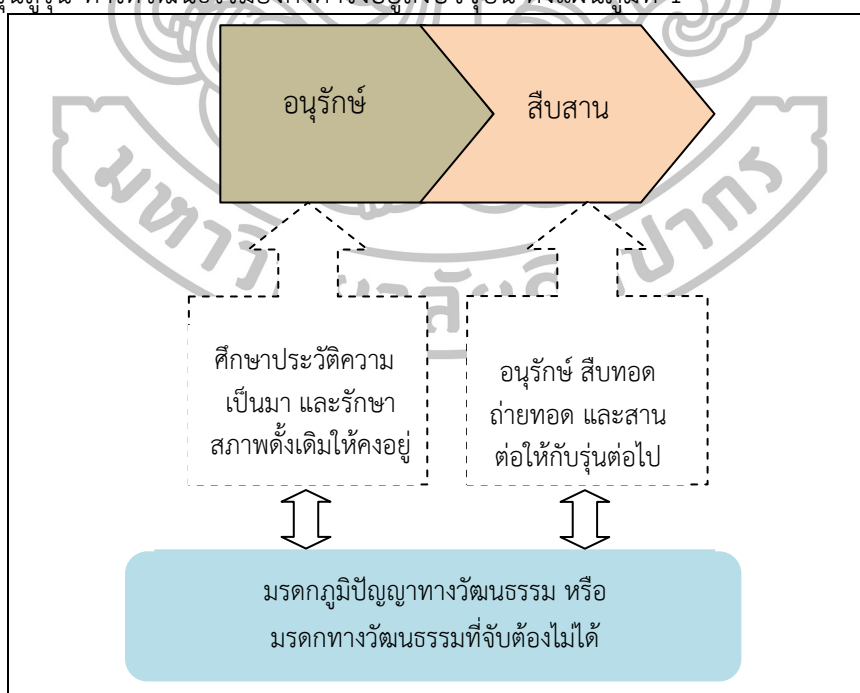 อนุรักษ์
สืบสาน
ศึกษาประวัติความ
เป็นมา และรักษา
สภาพดั้งเดิมให้คงอยู่
อนุรักษ์ สืบทอด
ถ่ายทอด และสาน
ต่อให้กับรุ่นต่อไป
มรดกภูมิปัญญาทางวัฒนธรรม หรือ
มรดกทางวัฒนธรรมที่จับต้องไม่ได้